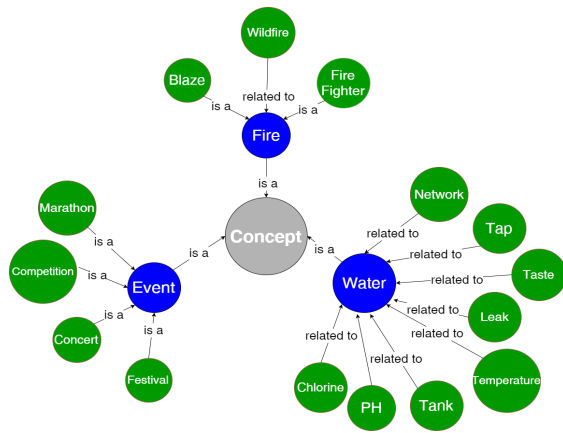 Wildfire
Blaze
Fire
Fighter
is a
related to
is a
Fire
is a
Marathon
is a
Competition
is a
Event
is a
Concert
is a
Festival
is a
Concept
is a
Water
Network
related to
Tap
related to
Taste
related to
Leak
related to
Temperature
related to
Tank
related to
PH
related to
Chlorine
related to